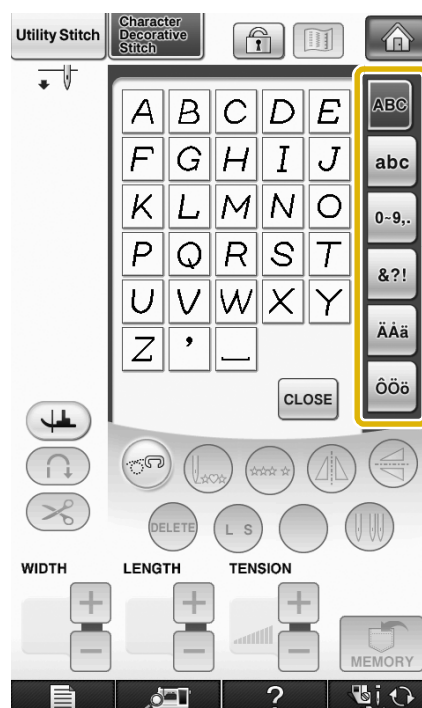 Utility Stitch
Character
Decorative
Stitch
A B C D E
F G H I J
K L M N O
P Q R S T
U V W X Y
Z ’ _
CLOSE
ABC
abc
0~9,.
&?!
ÄÅä
ÔÖö
DELETE
L S
WIDTH
LENGTH
TENSION
MEMORY
?
i